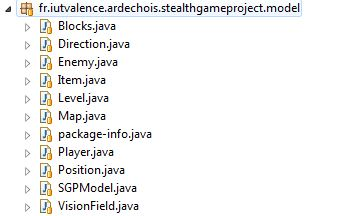 fr.iutvalence.ardechois.stealthgameproject.model
Blocks.java
Direction.java
Enemy.java
Item.java
Level.java
Map.java
package-info.java
Player.java
Position.java
SGPModel.java
VisionField.java